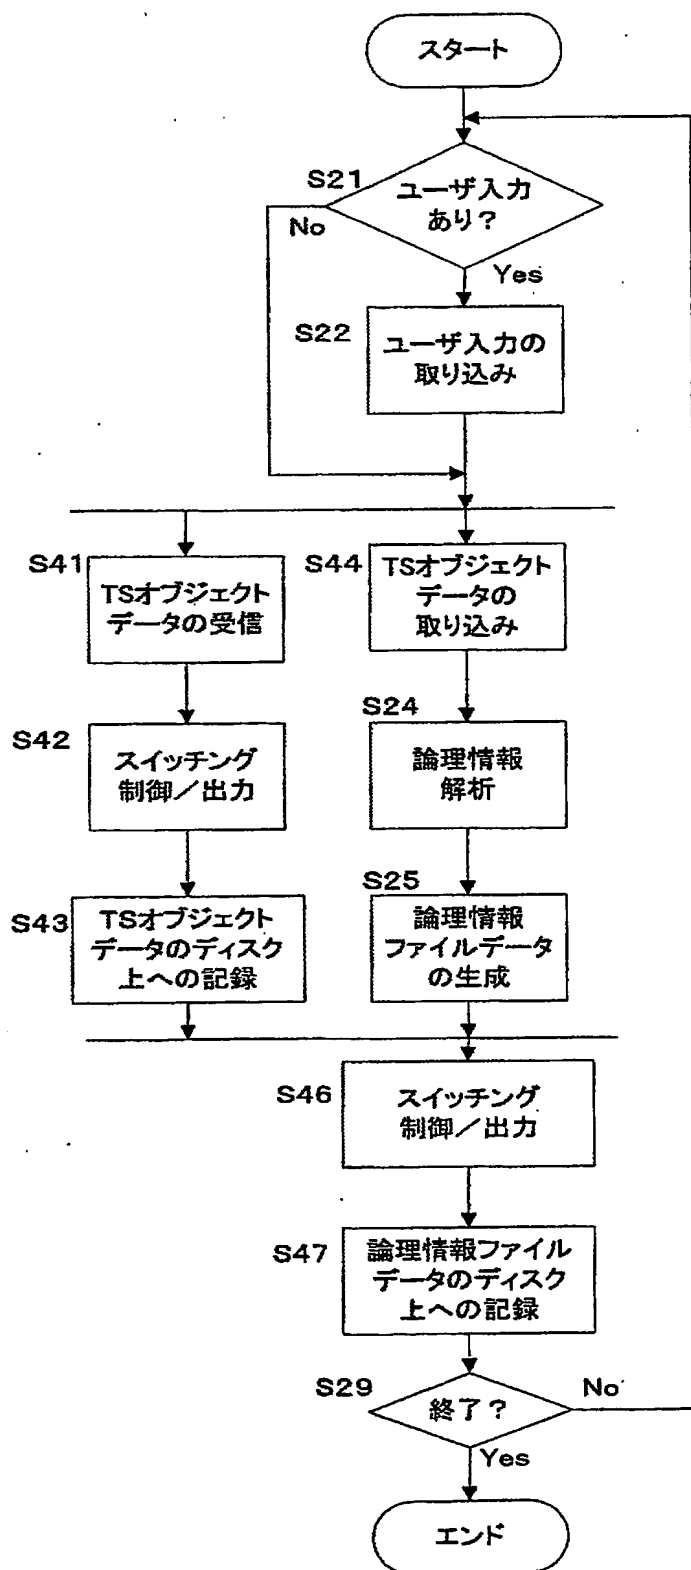 スタート
S21
ユーザ入力
あり？
No
Yes
S22
ユーザ入力の
取り込み
S41
TSオブジェクト
データの受信
S44
TSオブジェクト
データの
取り込み
S42
スイッチング
制御／出力
S24
論理情報
解析
S43
TSオブジェクト
データのディスク
上への記録
S25
論理情報
ファイルデータ
の生成
S46
スイッチング
制御／出力
S47
論理情報ファイル
データのディスク
上への記録
S29
終了？
No
Yes
エンド